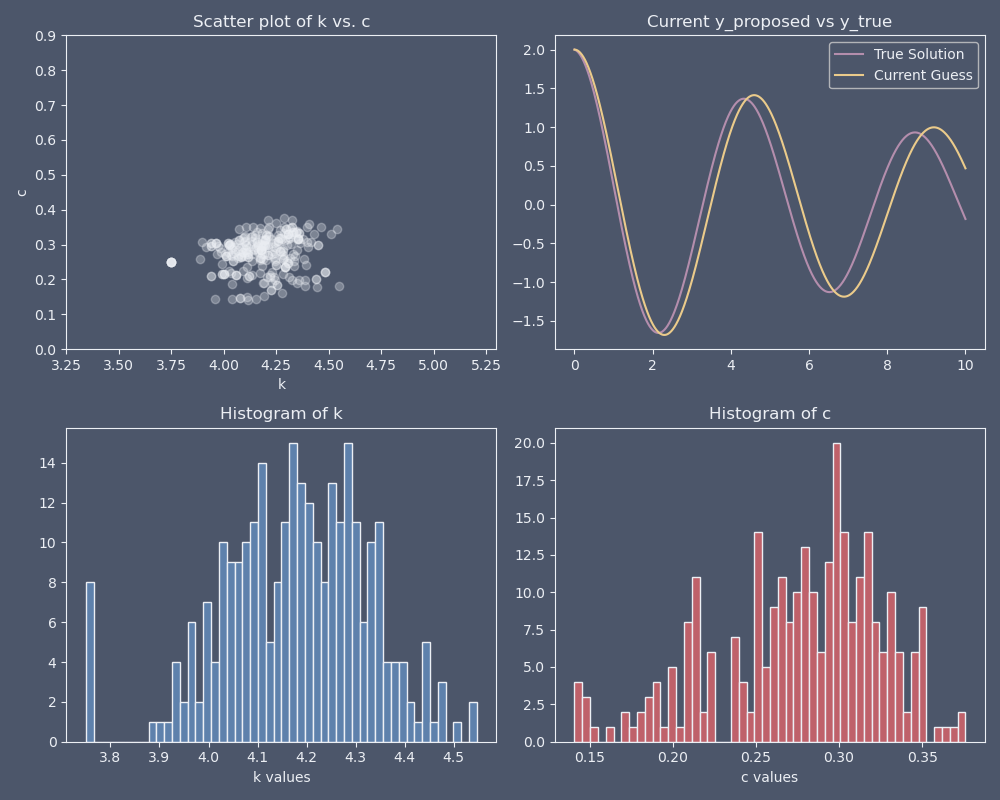 Scatter plot of k vs. c
0.9
0.8
0.7
0.6
0.5
0.4
0.3
0.2
0.1
0.0
c
3.25 3.50 3.75 4.00 4.25 4.50 4.75 5.00 5.25
k
Current y_proposed vs y_true
True Solution
Current Guess
2.0
1.5
1.0
0.5
0.0
−0.5
−1.0
−1.5
0 2 4 6 8 10
Histogram of k
14
12
10
8
6
4
2
0
3.8 3.9 4.0 4.1 4.2 4.3 4.4 4.5
k values
Histogram of c
20.0
17.5
15.0
12.5
10.0
7.5
5.0
2.5
0.0
0.15 0.20 0.25 0.30 0.35
c values